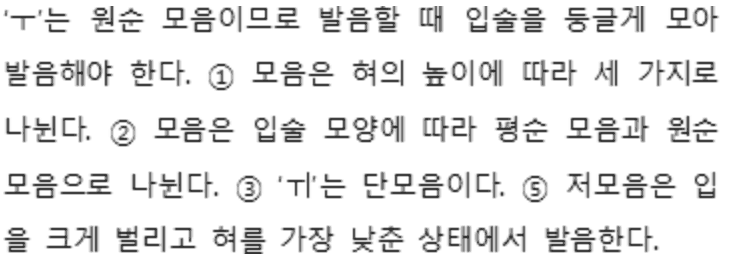 'ㅜ'는 원순 모음이므로 발음할 때 입술을 둥글게 모아
발음해야 한다. ① 모음은 혀의 높이에 따라 세 가지로
나뉜다. ② 모음은 입술 모양에 따라 평순 모음과 원순
모음으로 나뉜다. ③ 'ㅟ'는 단모음이다. ⑤ 저모음은 입
을 크게 벌리고 혀를 가장 낮춘 상태에서 발음한다.